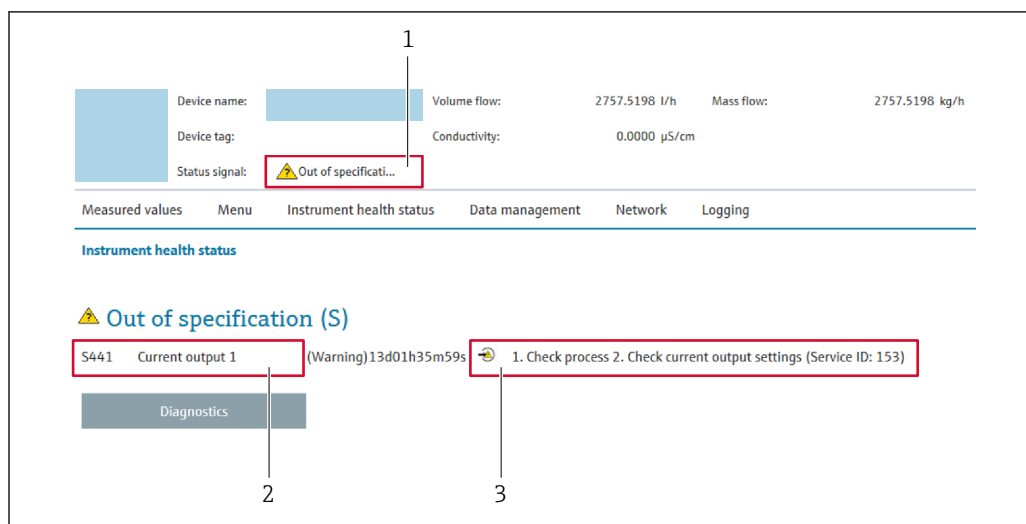 1
Device name: Volume flow: 2757.5198 l/h Mass flow: 2757.5198 kg/h
Device tag: Conductivity: 0.0000 µS/cm
Status signal: Out of specificati...
Measured values Menu Instrument health status Data management Network Logging
Instrument health status
Out of specification (S)
S441 Current output 1 (Warning)13d01h35m59s 1. Check process 2. Check current output settings (Service ID: 153)
Diagnostics
2 3